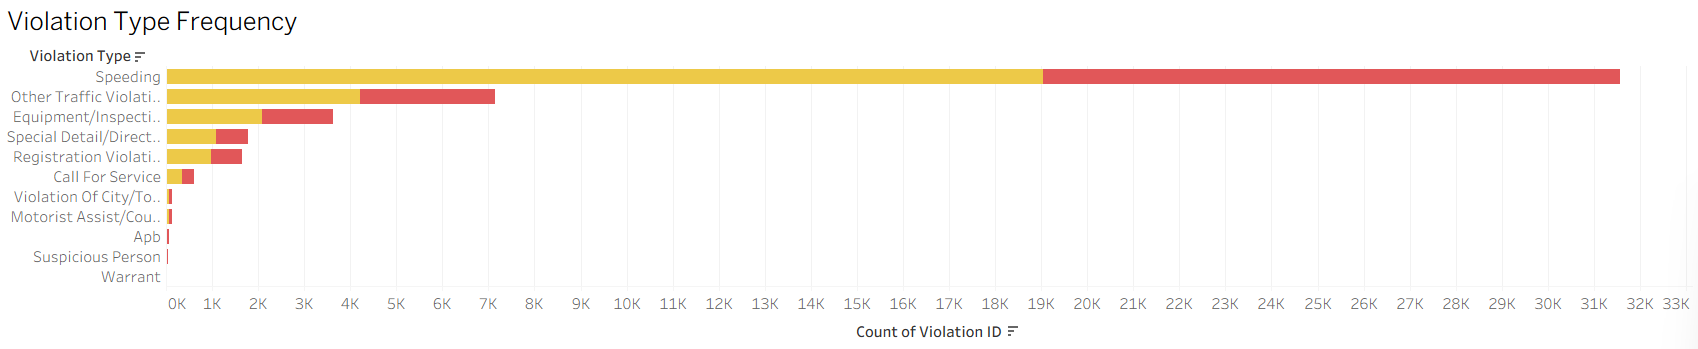 Violation Type Frequency
Violation Type
Speeding
Other Traffic Violati..
Equipment/Inspecti..
Special Detail/Direct..
Registration Violati..
Call For Service
Violation Of City/To..
Motorist Assist/Cou..
Apb
Suspicious Person
Warrant
0K 1K 2K 3K 4K 5K 6K 7K 8K 9K 10K 11K 12K 13K 14K 15K 16K 17K 18K 19K 20K 21K 22K 23K 24K 25K 26K 27K 28K 29K 30K 31K 32K 33K
Count of Violation ID